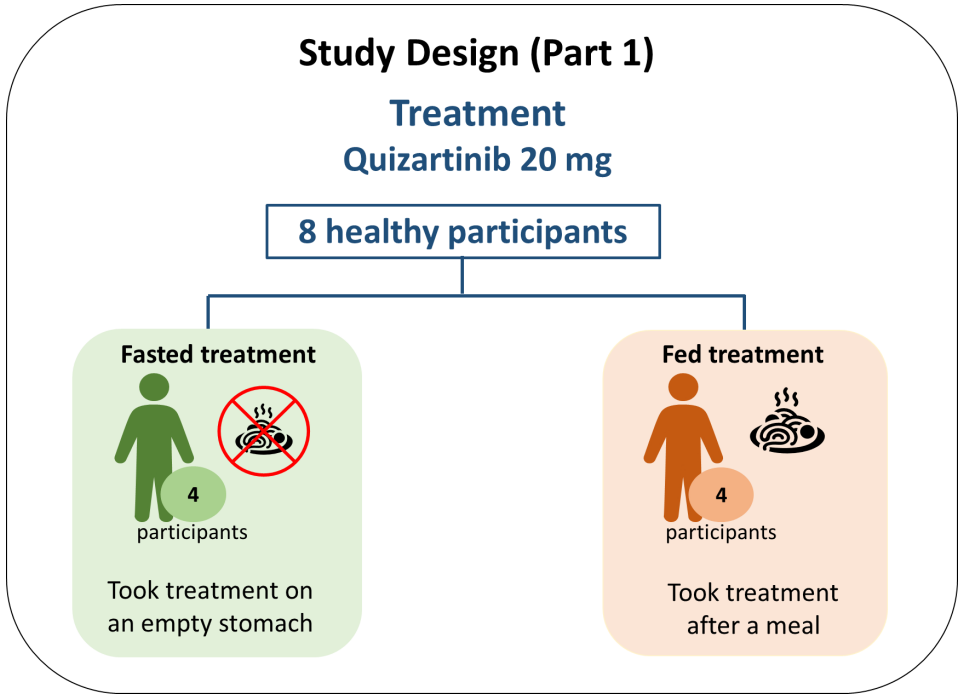 Study Design (Part 1)
Treatment
Quizartinib 20 mg
8 healthy participants
Fasted treatment
4
participants
Took treatment on
an empty stomach
Fed treatment
4
participants
Took treatment
after a meal